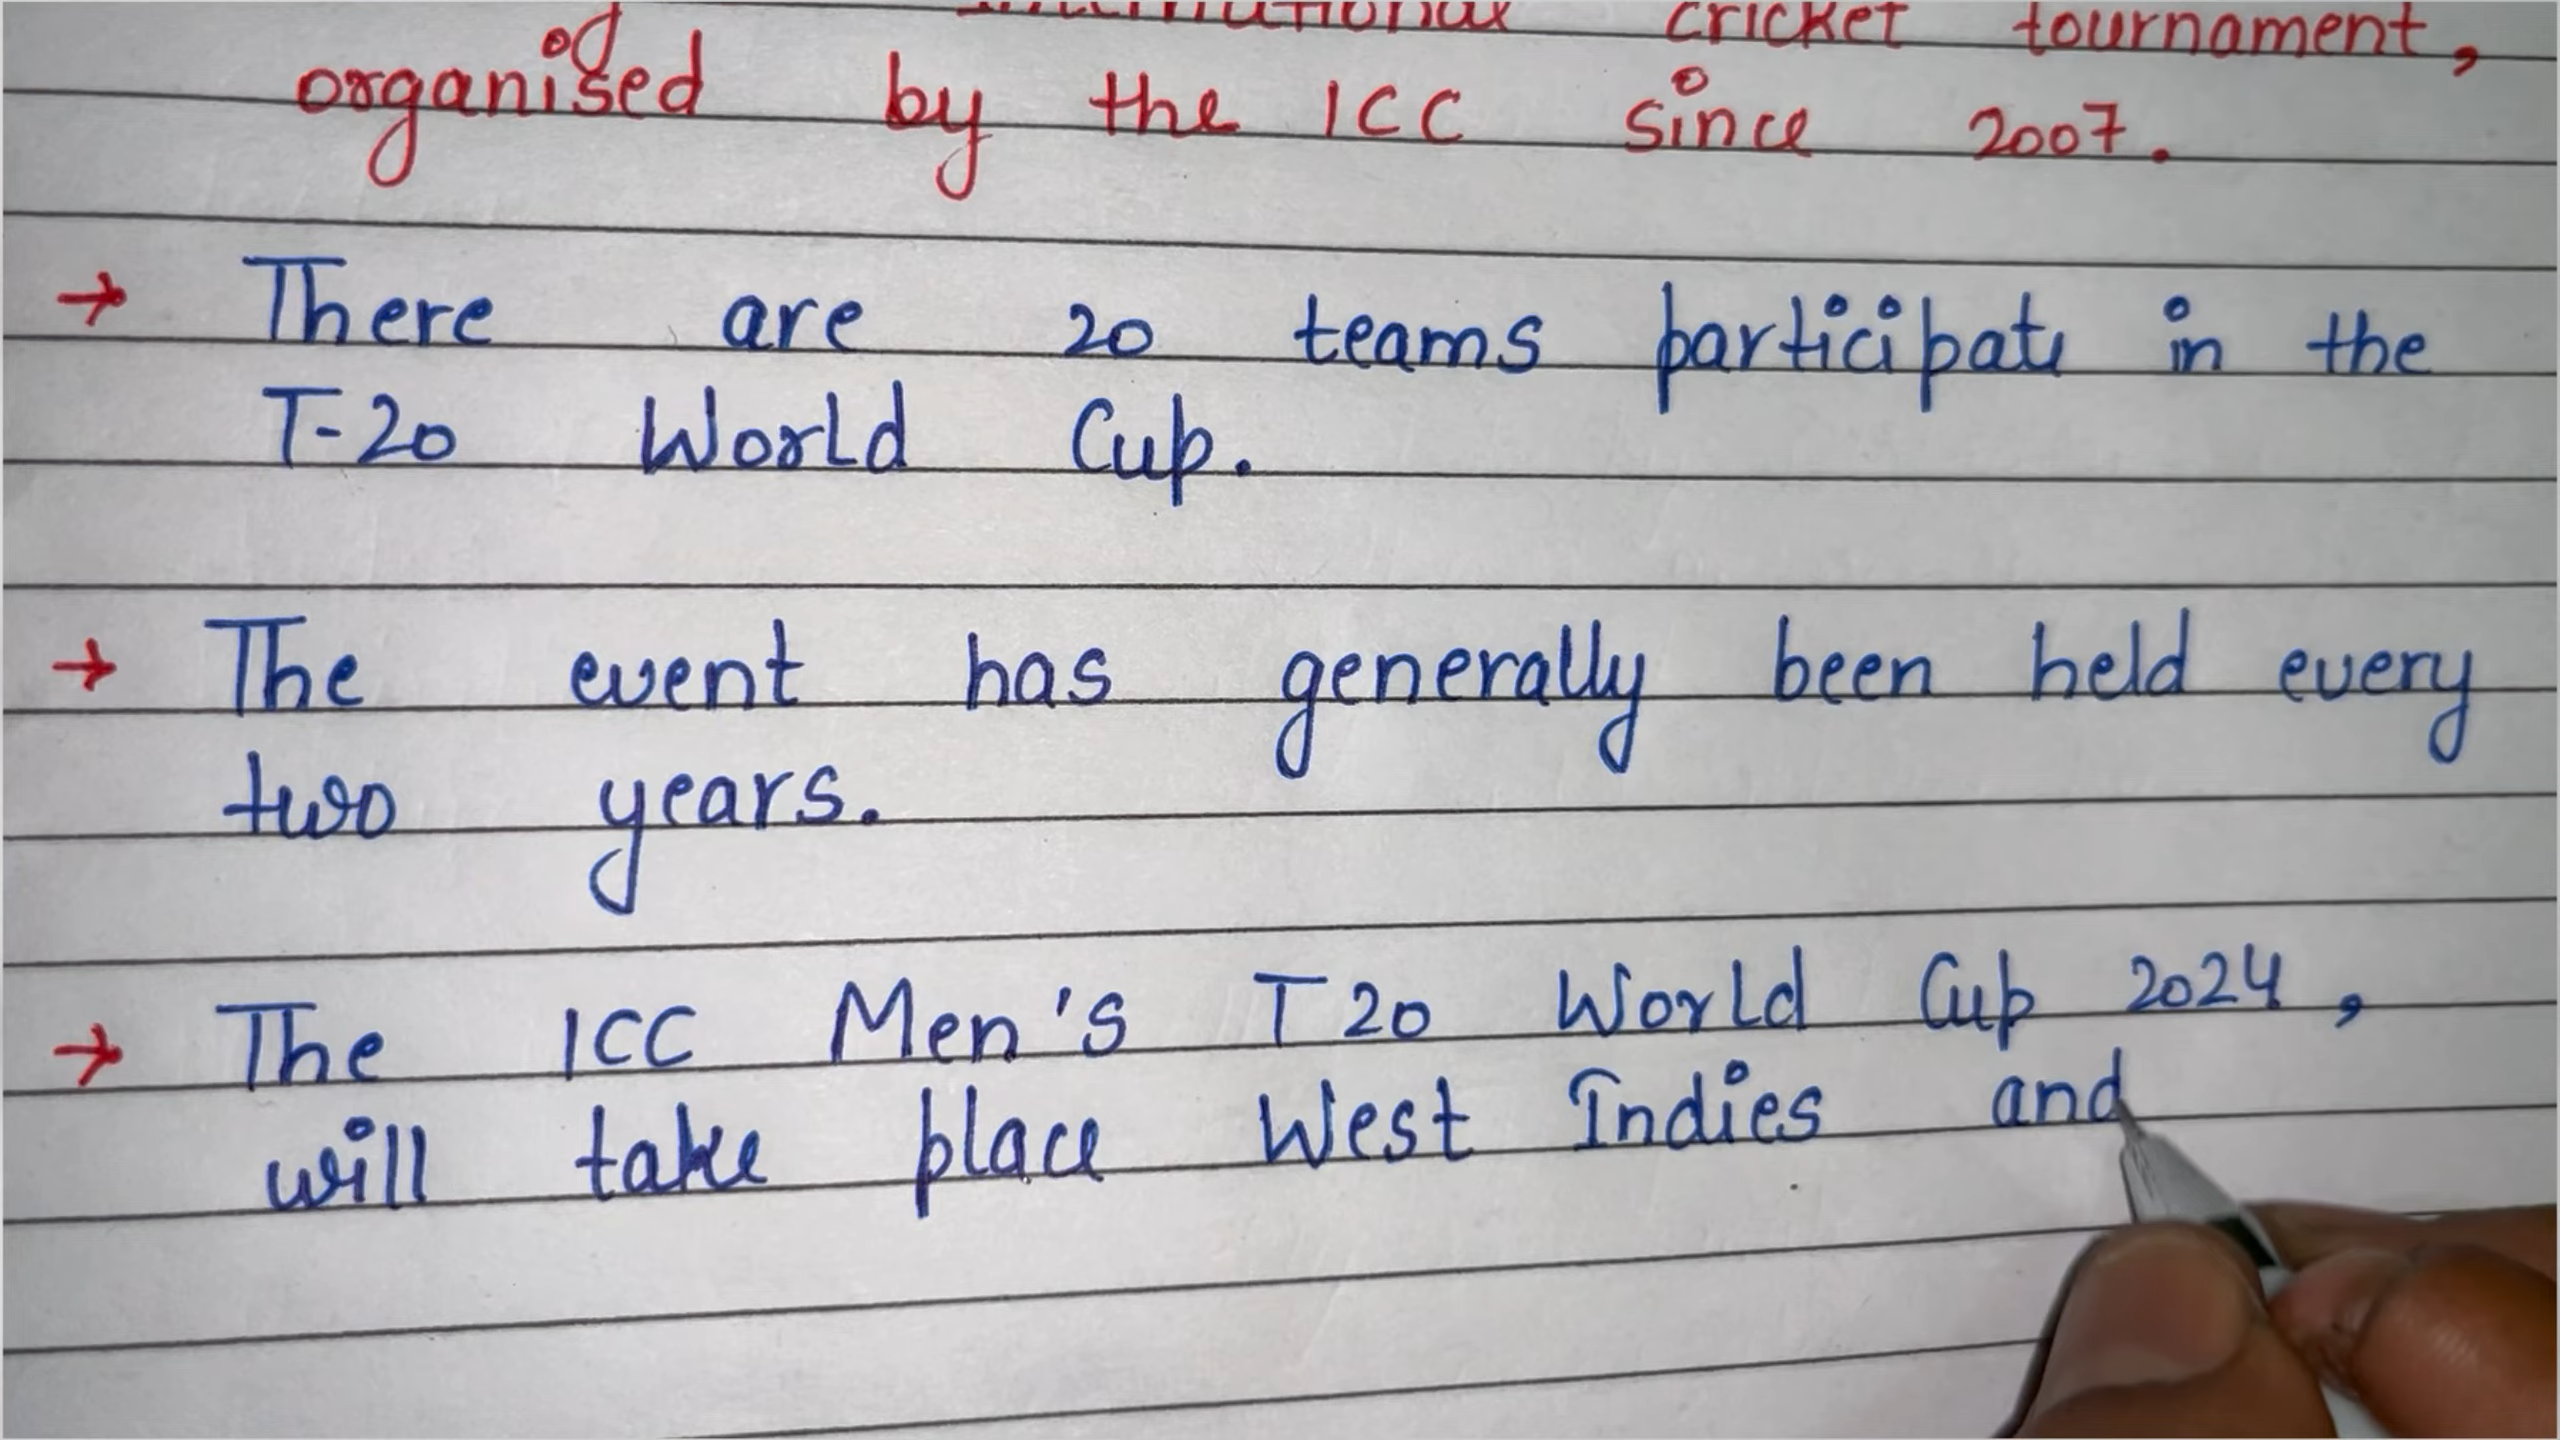 International cricket tournament,
organised by the ICC since 2007.
→ There are 20 teams participate in the
T-20 World Cup.
→ The event has generally been held every
two years.
→ The ICC Men's T20 World Cup 2024,
will take place West Indies and